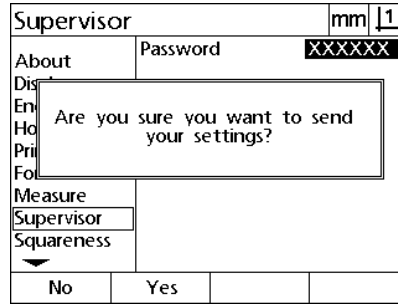 Supervisor
mm
1
Password
XXXXXX
About
Are you sure you want to send
your settings?
Measure
Supervisor
Squareness
No
Yes